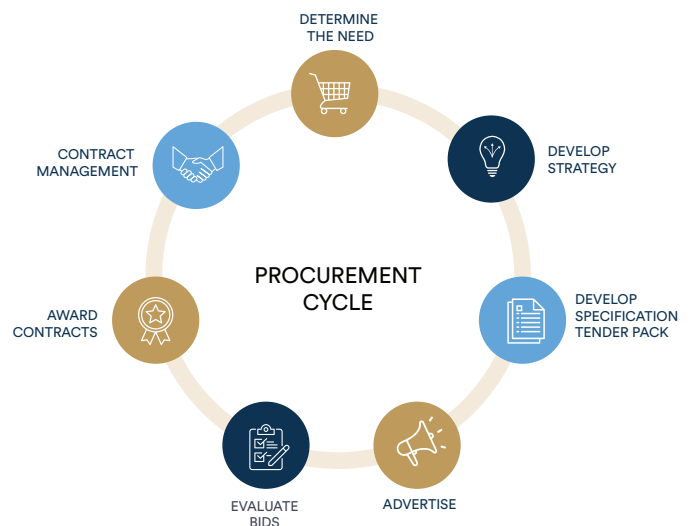 DETERMINE
THE NEED
DEVELOP
STRATEGY
DEVELOP
SPECIFICATION
TENDER PACK
ADVERTISE
EVALUATE
BIDS
AWARD
CONTRACTS
CONTRACT
MANAGEMENT
PROCUREMENT
CYCLE